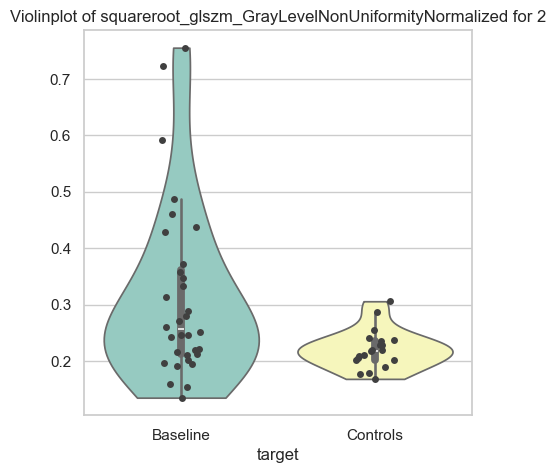 Violinplot of squareroot_glszm_GrayLevelNonUniformityNormalized for 2
0.7
0.6
0.5
0.4
0.3
0.2
Baseline
Controls
target